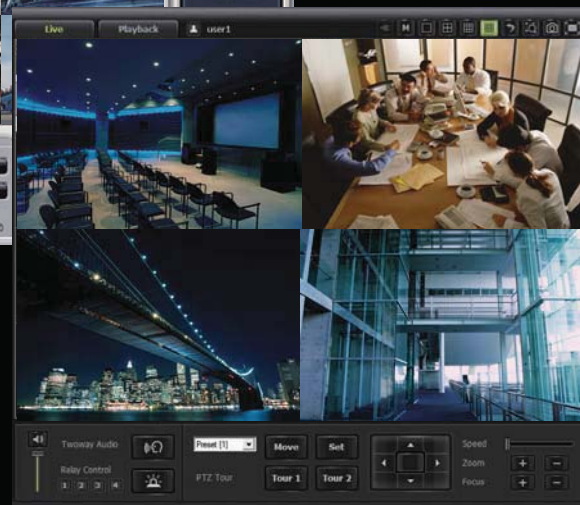 Live Playback user1
M
Twoway Audio
Relay Control
1 2 3 4
Preset [1] Move Set
PTZ Tour Tour 1 Tour 2
Speed
Zoom + -
Focus + -